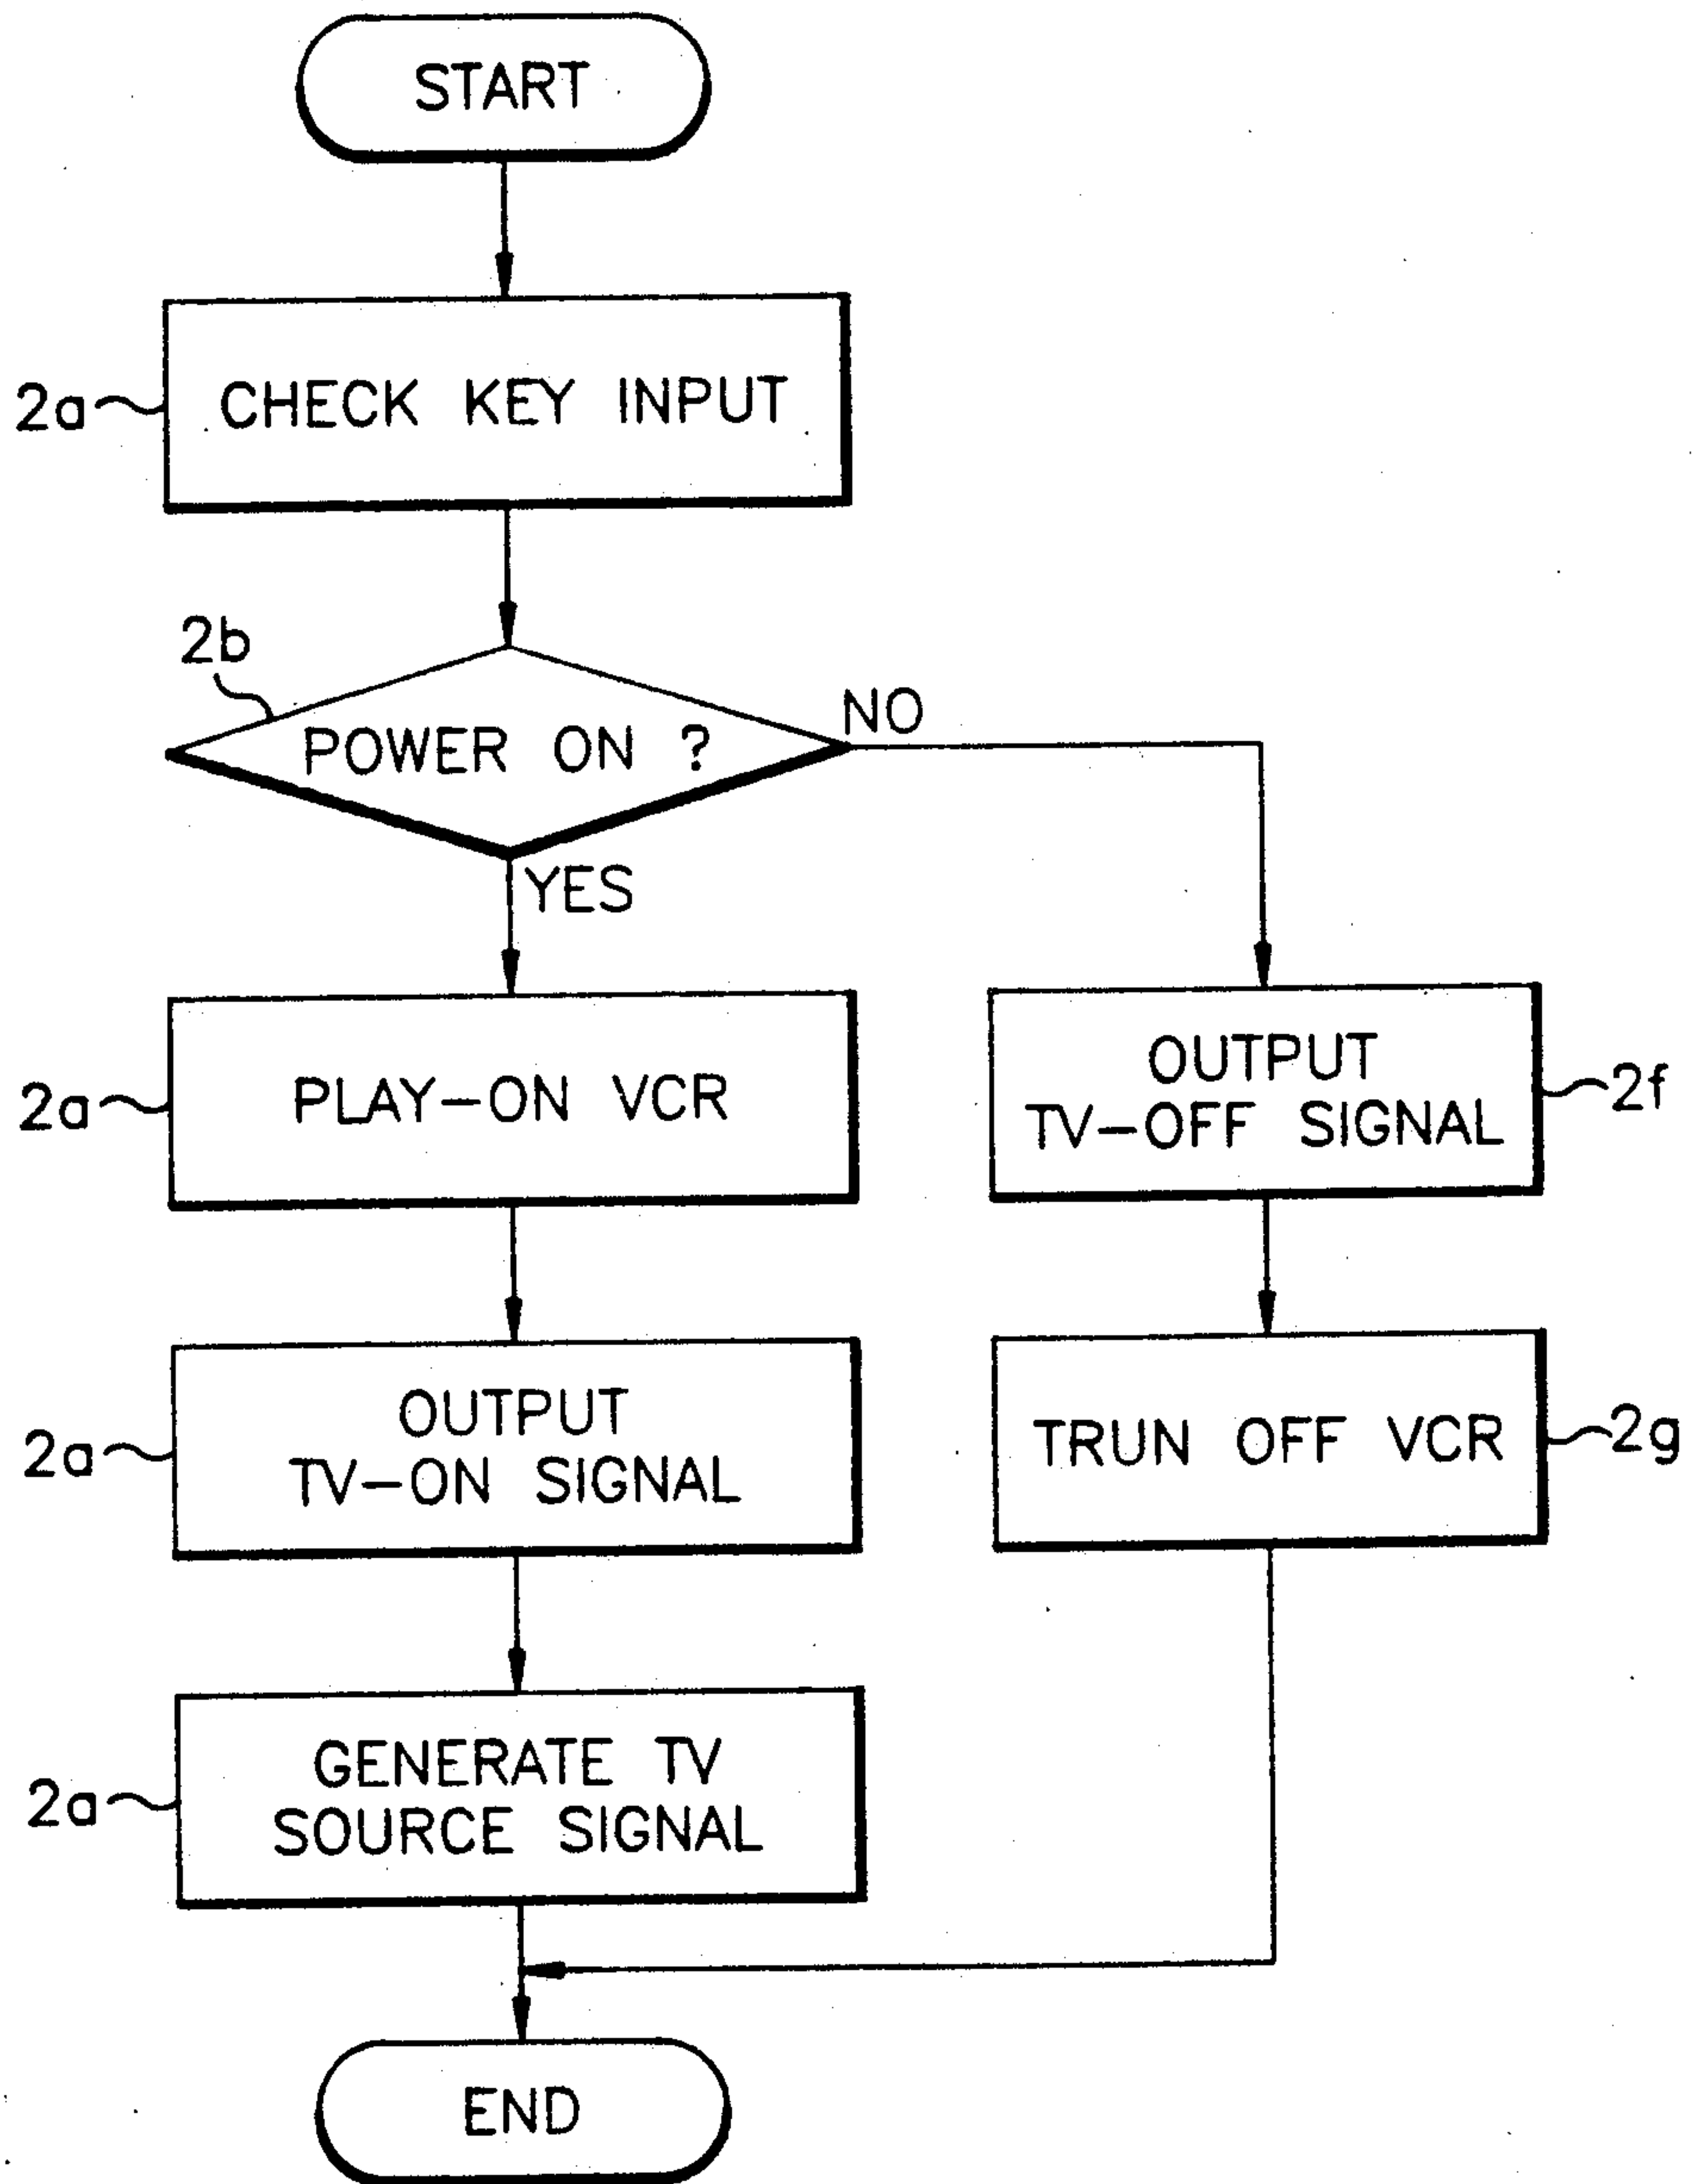 START
2a
CHECK KEY INPUT
2b
POWER ON ?
NO
YES
2a
PLAY-ON VCR
OUTPUT
TV-OFF SIGNAL
2f
2a
OUTPUT
TV-ON SIGNAL
TRUN OFF VCR
2g
2a
GENERATE TV
SOURCE SIGNAL
END